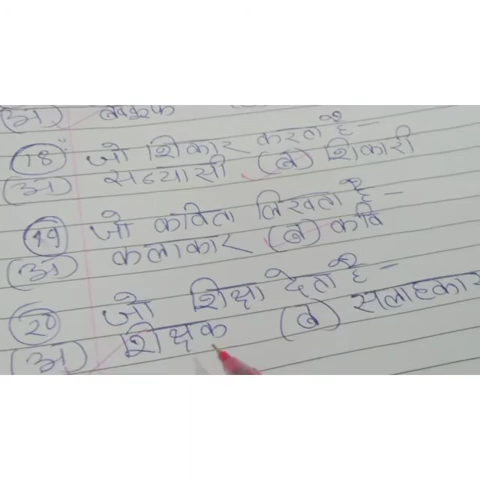 (अ)
18 जो शिकार करता है -
(अ) सन्यासी (ब) शिकारी
19 जो कविता लिखता है -
(अ) कलाकार (ब) कवि
20 जो शिक्षा देता है -
(अ) शिक्षक (ब) सलाहकार